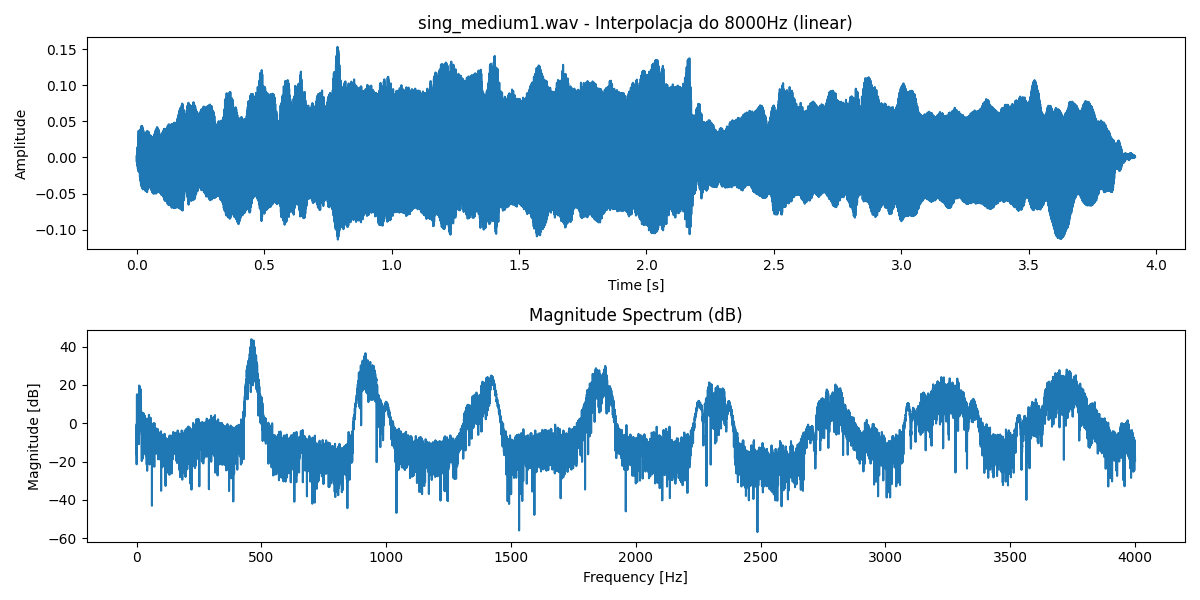 sing_medium1.wav - Interpolacja do 8000Hz (linear)
0.15
0.10
0.05
0.00
−0.05
−0.10
Amplitude
0.0 0.5 1.0 1.5 2.0 2.5 3.0 3.5 4.0
Time [s]
Magnitude Spectrum (dB)
40
20
0
−20
−40
−60
Magnitude [dB]
0 500 1000 1500 2000 2500 3000 3500 4000
Frequency [Hz]